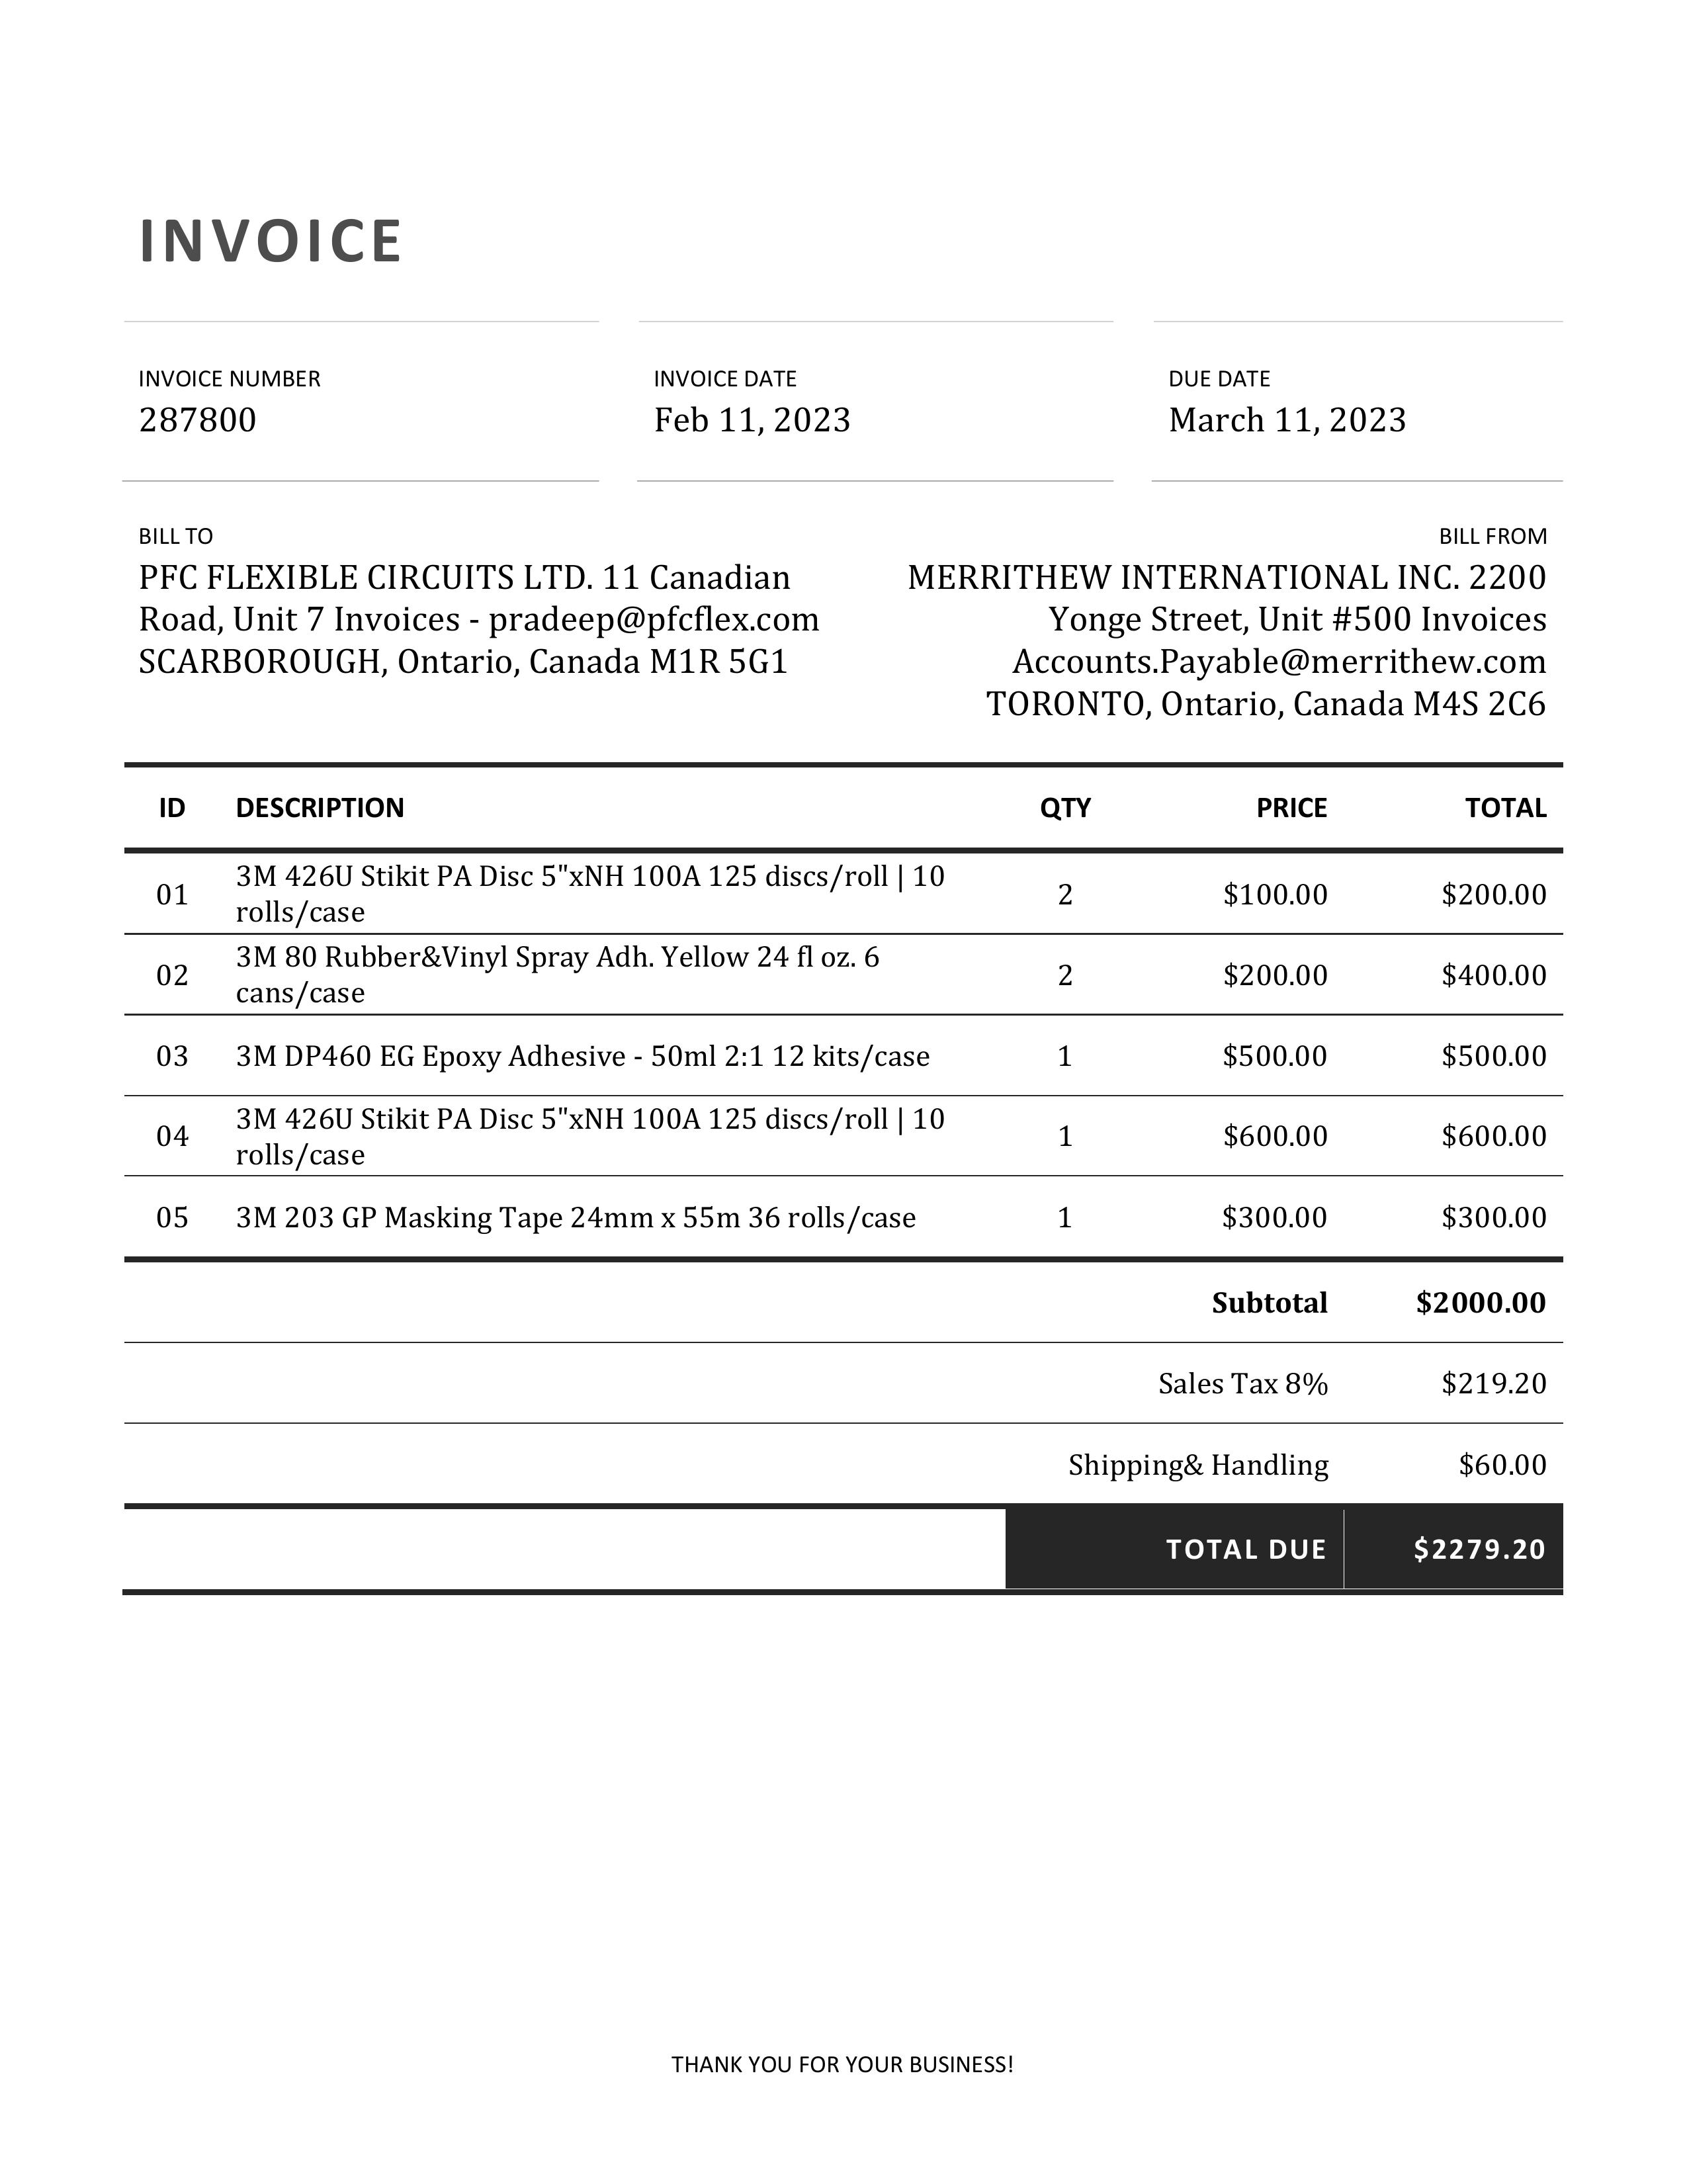 INVOICE
INVOICE NUMBER
287800
INVOICE DATE
Feb 11, 2023
DUE DATE
March 11, 2023
BILL TO
PFC FLEXIBLE CIRCUITS LTD. 11 Canadian
Road, Unit 7 Invoices - pradeep@pfcflex.com
SCARBOROUGH, Ontario, Canada M1R 5G1
BILL FROM
MERRITHEW INTERNATIONAL INC. 2200
Yonge Street, Unit #500 Invoices
Accounts.Payable@merrithew.com
TORONTO, Ontario, Canada M4S 2C6
ID DESCRIPTION QTY PRICE TOTAL
01 3M 426U Stikit PA Disc 5"xNH 100A 125 discs/roll | 10
rolls/case 2 $100.00 $200.00
02 3M 80 Rubber&Vinyl Spray Adh. Yellow 24 fl oz. 6
cans/case 2 $200.00 $400.00
03 3M DP460 EG Epoxy Adhesive - 50ml 2:1 12 kits/case 1 $500.00 $500.00
04 3M 426U Stikit PA Disc 5"xNH 100A 125 discs/roll | 10
rolls/case 1 $600.00 $600.00
05 3M 203 GP Masking Tape 24mm x 55m 36 rolls/case 1 $300.00 $300.00
Subtotal $2000.00
Sales Tax 8% $219.20
Shipping& Handling $60.00
TOTAL DUE $2279.20
THANK YOU FOR YOUR BUSINESS!